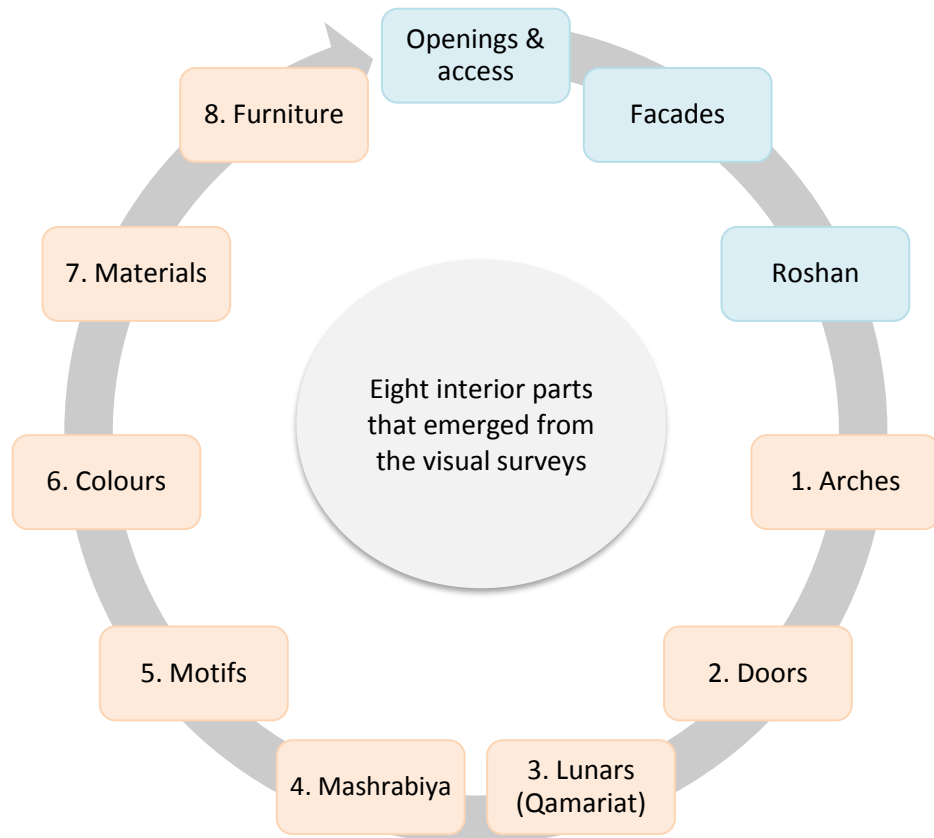 Openings &
access
Facades
Roshan
1. Arches
2. Doors
3. Lunars
(Qamariat)
4. Mashrabiya
5. Motifs
6. Colours
7. Materials
8. Furniture
Eight interior parts
that emerged from
the visual surveys